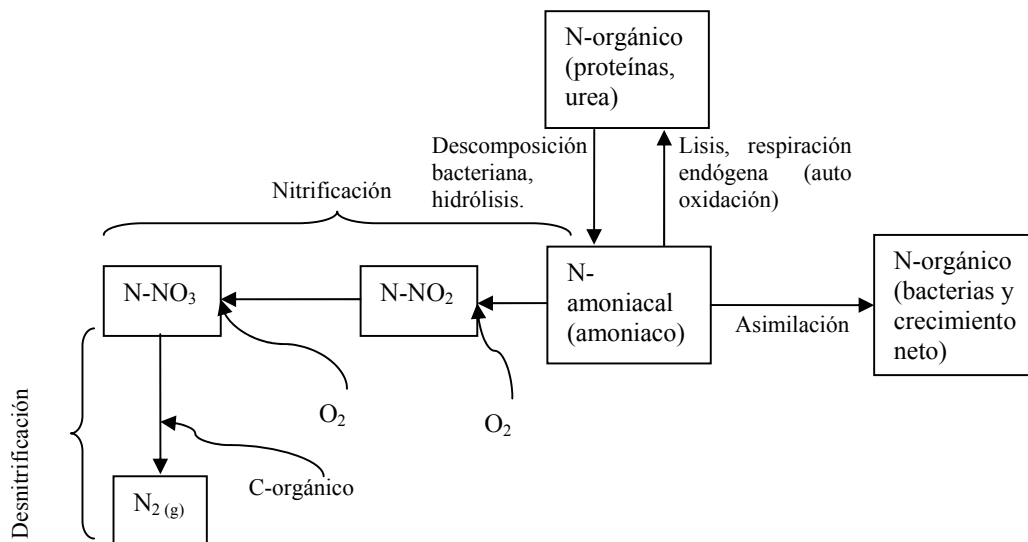 N-orgánico
(proteínas,
urea)
Descomposición
bacteriana,
hidrólisis.
Lisis, respiración
endógena (auto
oxidación)
Nitrificación
N-NO₃
N-NO₂
N-
amoniacal
(amoniaco)
Asimilación
N-orgánico
(bacterias y
crecimiento
neto)
O₂
O₂
Desnitrificación
C-orgánico
N₂ (g)